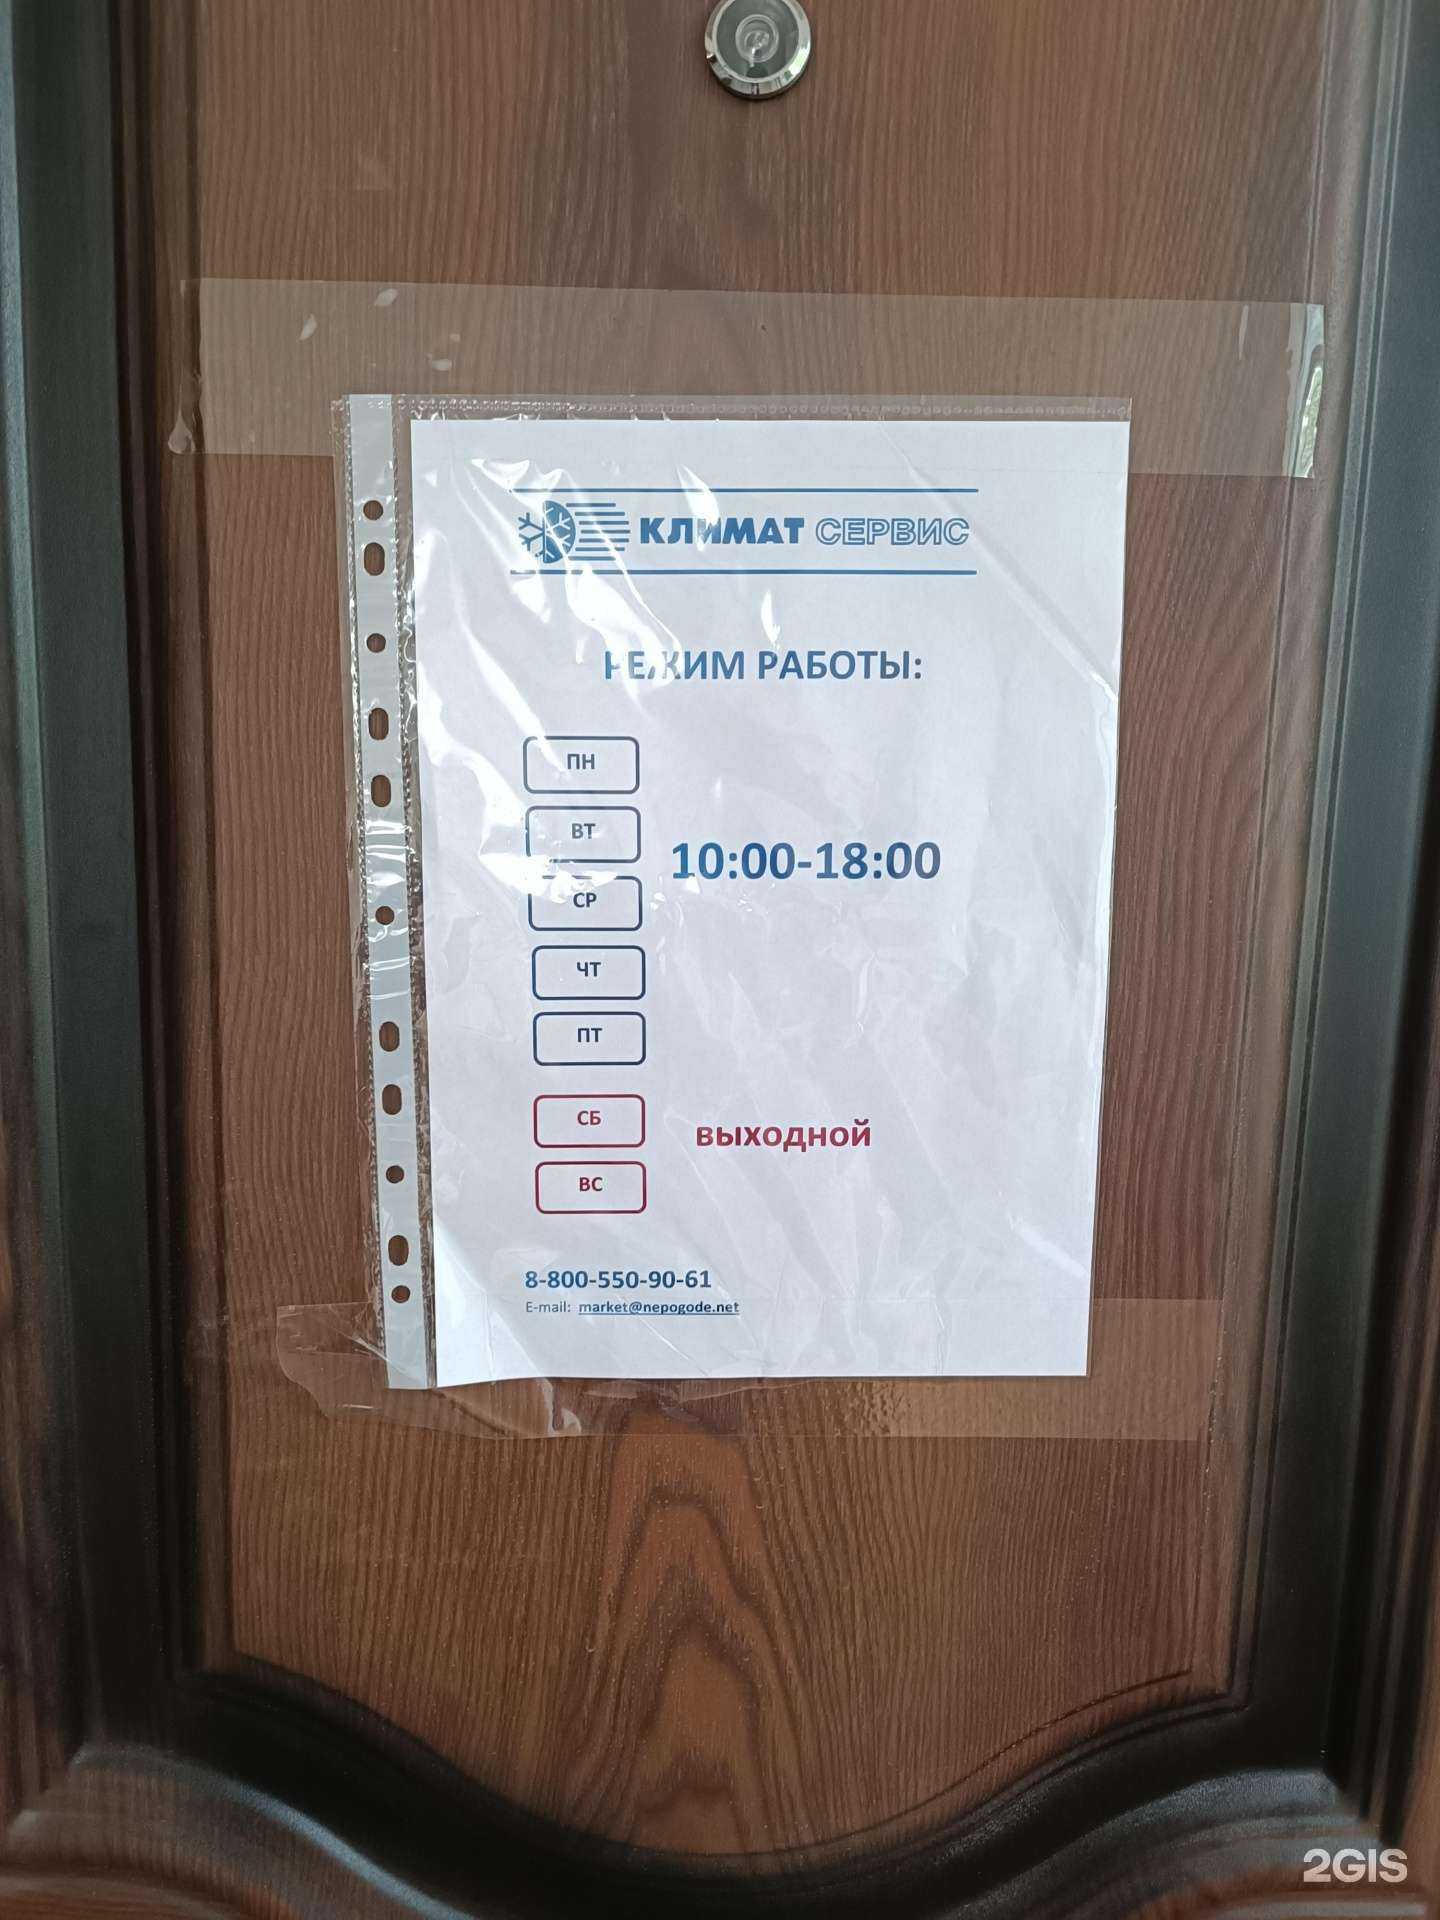 КЛИМАТ СЕРВИС
РЕЖИМ РАБОТЫ:
ПН
ВТ
10:00-18:00
СР
ЧТ
ПТ
СБ
выходной
ВС
8-800-550-90-61
E-mail: market@nepogode.net
2GIS